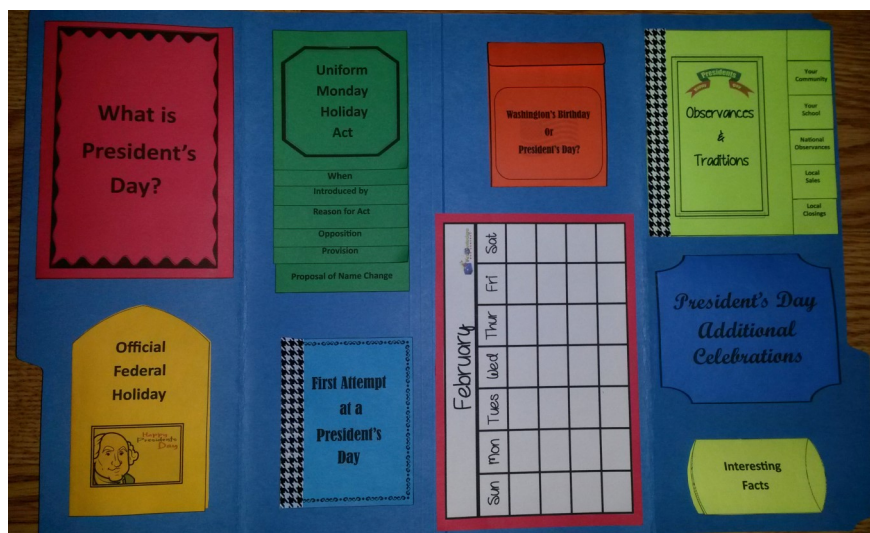 What is
President's
Day?
Uniform
Monday
Holiday
Act
When
Introduced by
Reason for Act
Opposition
Provision
Proposal of Name Change
Washington's Birthday
Or
President's Day?
Presidents
Observances
&
Traditions
Your
Community
Your
School
National
Observances
Local
Sales
Local
Closings
Official
Federal
Holiday
Happy
Presidents
Day
First Attempt
at a
President's
Day
February
Sun Mon Tues Wed Thur Fri Sat
President's Day
Additional
Celebrations
Interesting
Facts